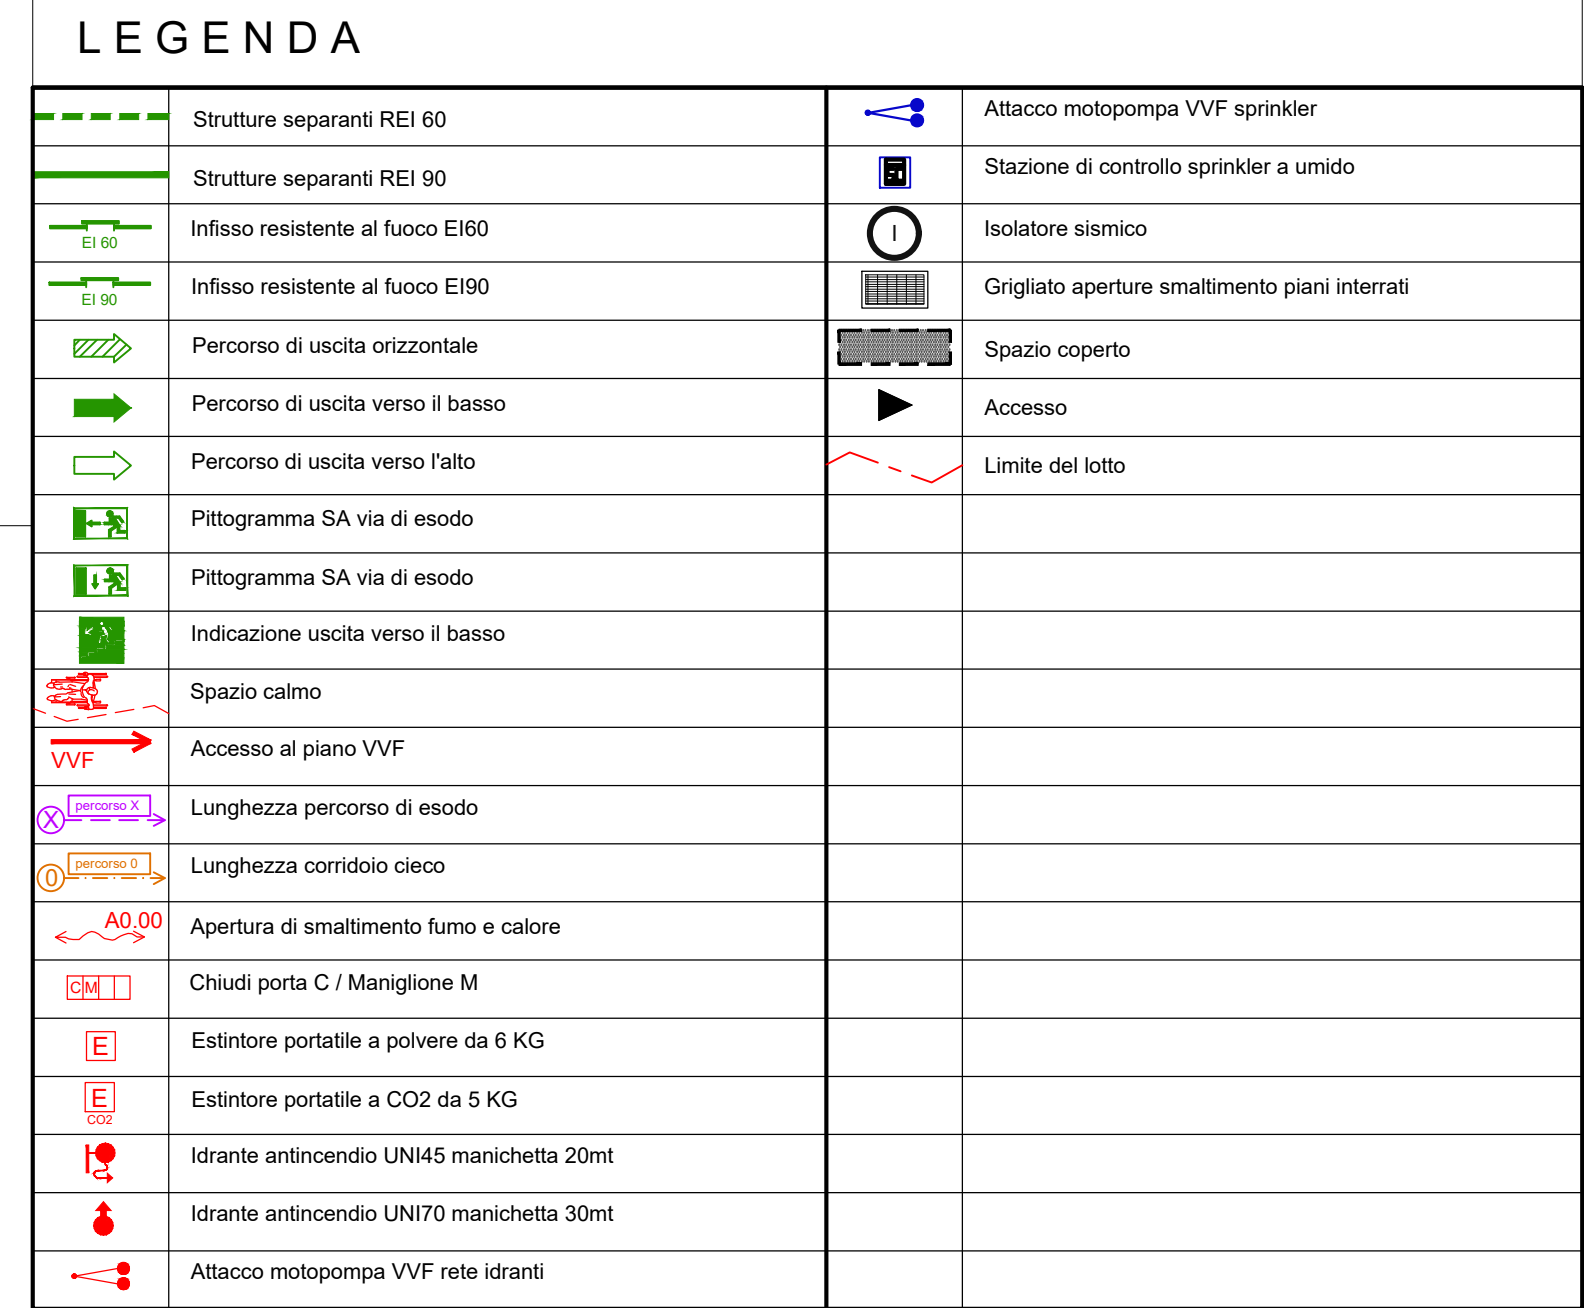 LEGENDA
Strutture separanti REI 60
Strutture separanti REI 90
EI 60
Infisso resistente al fuoco EI60
EI 90
Infisso resistente al fuoco EI90
Percorso di uscita orizzontale
Percorso di uscita verso il basso
Percorso di uscita verso l'alto
Pittogramma SA via di esodo
Pittogramma SA via di esodo
Indicazione uscita verso il basso
Spazio calmo
VVF
Accesso al piano VVF
X percorso X
Lunghezza percorso di esodo
0 percorso 0
Lunghezza corridoio cieco
A0.00
Apertura di smaltimento fumo e calore
C M
Chiudi porta C / Maniglione M
E
Estintore portatile a polvere da 6 KG
E
CO2
Estintore portatile a CO2 da 5 KG
Idrante antincendio UNI45 manichetta 20mt
Idrante antincendio UNI70 manichetta 30mt
Attacco motopompa VVF rete idranti
Attacco motopompa VVF sprinkler
Stazione di controllo sprinkler a umido
I
Isolatore sismico
Grigliato aperture smaltimento piani interrati
Spazio coperto
Accesso
Limite del lotto